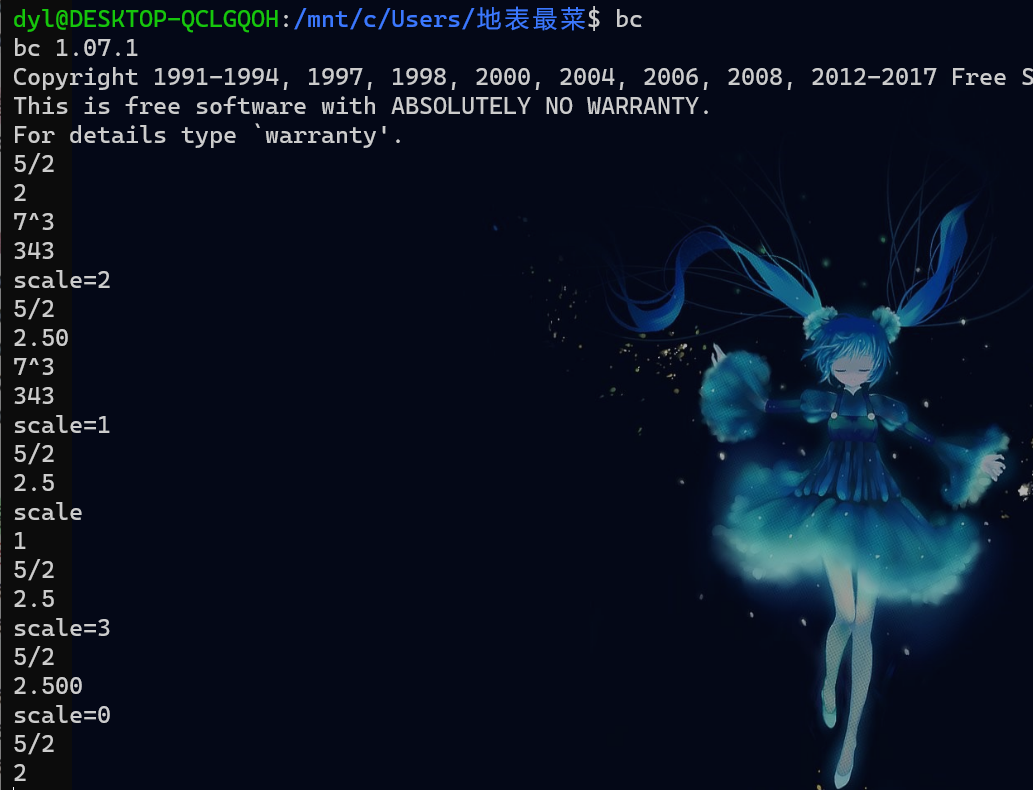 dyl@DESKTOP-QCLGQOH:/mnt/c/Users/地表最菜$ bc
bc 1.07.1
Copyright 1991-1994, 1997, 1998, 2000, 2004, 2006, 2008, 2012-2017 Free S
This is free software with ABSOLUTELY NO WARRANTY.
For details type `warranty'.
5/2
2
7^3
343
scale=2
5/2
2.50
7^3
343
scale=1
5/2
2.5
scale
1
5/2
2.5
scale=3
5/2
2.500
scale=0
5/2
2